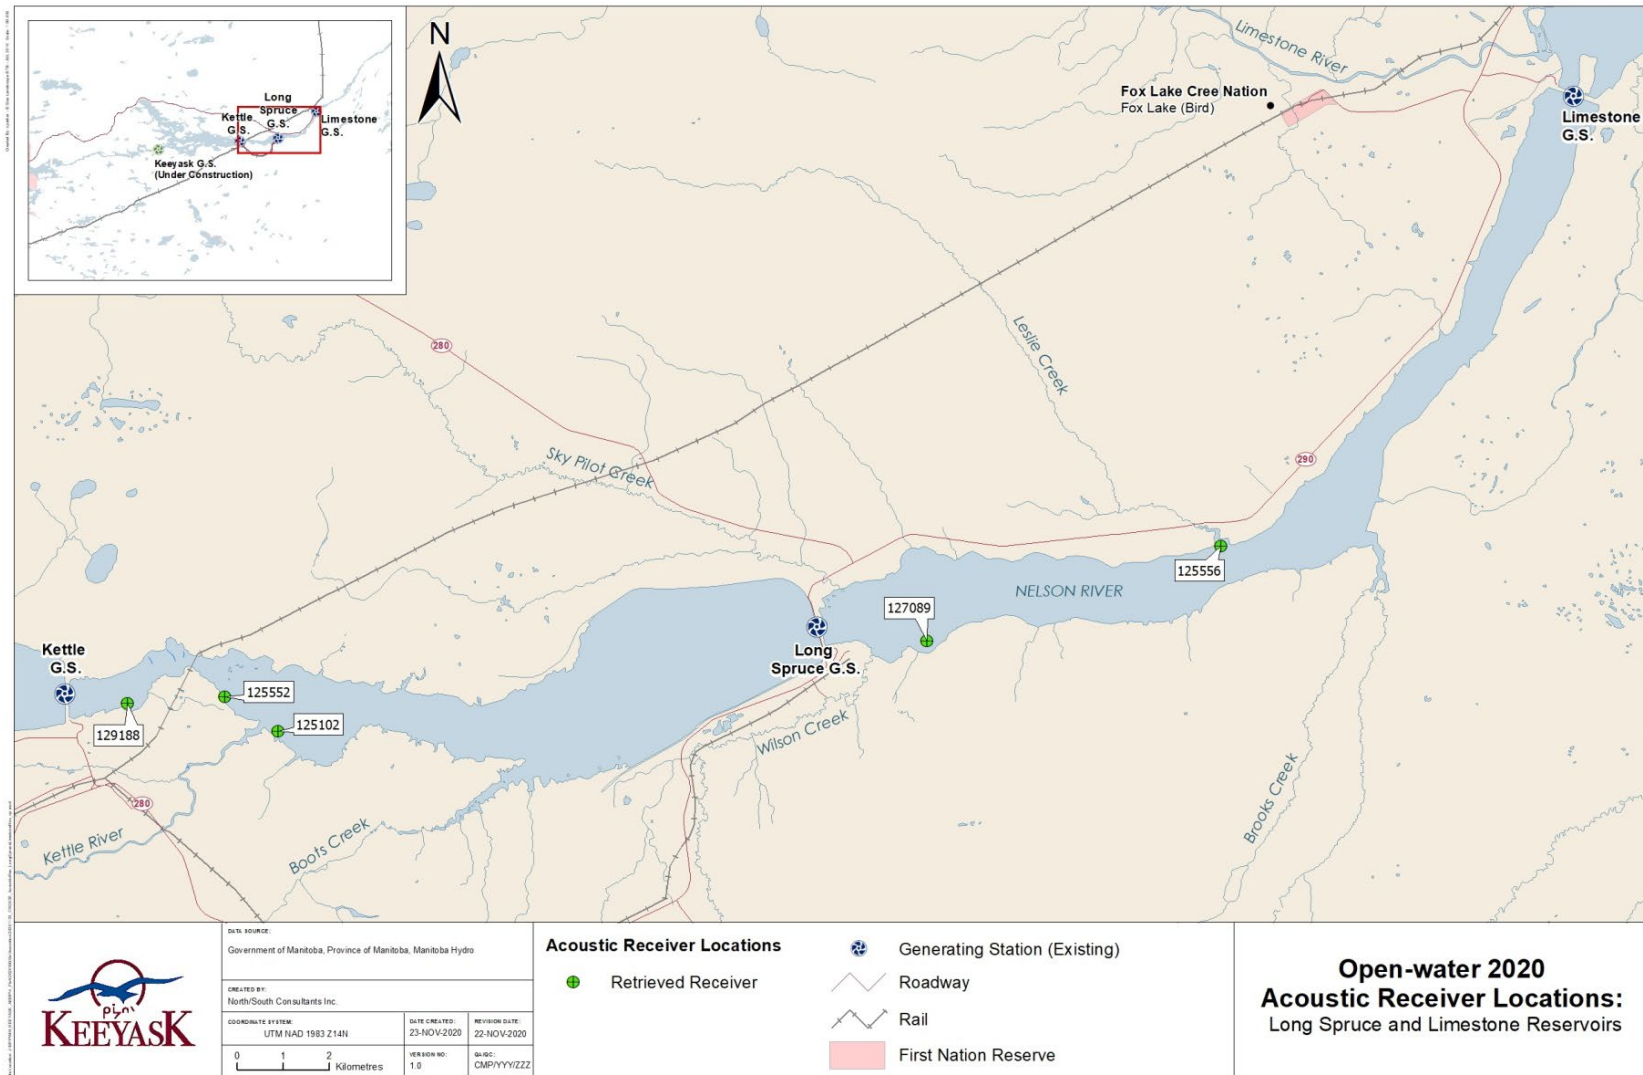 Long
Spruce
G.S.
Kettle
G.S.
Limestone
G.S.
Keeyask G.S.
(Under Construction)
N
Limestone River
Fox Lake Cree Nation
Fox Lake (Bird)
Limestone
G.S.
280
Leslie Creek
Sky Pilot Creek
290
125556
NELSON RIVER
127089
Kettle
G.S.
Long
Spruce G.S.
125552
125102
129188
Wilson Creek
280
Brooks Creek
Kettle River
Boots Creek
KEEYASK
DATA SOURCE:
Government of Manitoba, Province of Manitoba, Manitoba Hydro
CREATED BY:
North/South Consultants Inc.
COORDINATE SYSTEM:
UTM NAD 1983 Z14N
DATE CREATED:
23-NOV-2020
REVISION DATE:
22-NOV-2020
0 1 2 Kilometres
VERSION NO:
1.0
QA/QC:
CMP/YYY/ZZZ
Acoustic Receiver Locations
Retrieved Receiver
Generating Station (Existing)
Roadway
Rail
First Nation Reserve
Open-water 2020
Acoustic Receiver Locations:
Long Spruce and Limestone Reservoirs